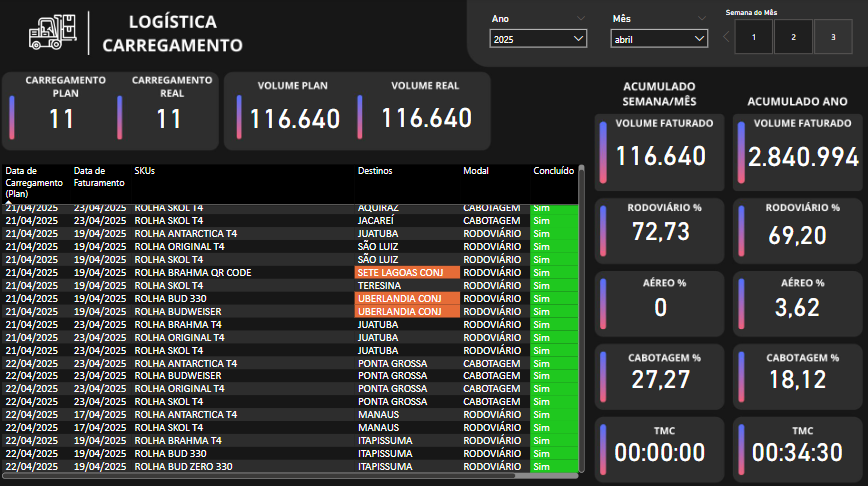 LOGÍSTICA
CARREGAMENTO
Ano
2025
Mês
abril
Semana do Mês
1
2
3
CARREGAMENTO
PLAN
11
CARREGAMENTO
REAL
11
VOLUME PLAN
116.640
VOLUME REAL
116.640
ACUMULADO
SEMANA/MÊS
VOLUME FATURADO
116.640
RODOVIÁRIO %
72,73
AÉREO %
0
CABOTAGEM %
27,27
TMC
00:00:00
ACUMULADO ANO
VOLUME FATURADO
2.840.994
RODOVIÁRIO %
69,20
AÉREO %
3,62
CABOTAGEM %
18,12
TMC
00:34:30
Data de Carregamento (Plan) Data de Faturamento SKUs Destinos Modal Concluído
21/04/2025 23/04/2025 ROLHA SKOL T4 AQUIRAZ CABOTAGEM Sim
21/04/2025 23/04/2025 ROLHA SKOL T4 JACAREÍ CABOTAGEM Sim
21/04/2025 19/04/2025 ROLHA ANTARCTICA T4 JUATUBA RODOVIÁRIO Sim
21/04/2025 19/04/2025 ROLHA ORIGINAL T4 SÃO LUIZ RODOVIÁRIO Sim
21/04/2025 19/04/2025 ROLHA SKOL T4 SÃO LUIZ RODOVIÁRIO Sim
21/04/2025 19/04/2025 ROLHA BRAHMA QR CODE SETE LAGOAS CONJ RODOVIÁRIO Sim
21/04/2025 19/04/2025 ROLHA SKOL T4 TERESINA RODOVIÁRIO Sim
21/04/2025 19/04/2025 ROLHA BUD 330 UBERLANDIA CONJ RODOVIÁRIO Sim
21/04/2025 19/04/2025 ROLHA BUDWEISER UBERLANDIA CONJ RODOVIÁRIO Sim
21/04/2025 23/04/2025 ROLHA BRAHMA T4 JUATUBA RODOVIÁRIO Sim
21/04/2025 23/04/2025 ROLHA ORIGINAL T4 JUATUBA RODOVIÁRIO Sim
21/04/2025 23/04/2025 ROLHA SKOL T4 JUATUBA RODOVIÁRIO Sim
22/04/2025 23/04/2025 ROLHA ANTARCTICA T4 PONTA GROSSA CABOTAGEM Sim
22/04/2025 23/04/2025 ROLHA BUDWEISER PONTA GROSSA CABOTAGEM Sim
22/04/2025 23/04/2025 ROLHA ORIGINAL T4 PONTA GROSSA CABOTAGEM Sim
22/04/2025 23/04/2025 ROLHA SKOL T4 PONTA GROSSA CABOTAGEM Sim
22/04/2025 17/04/2025 ROLHA ANTARCTICA T4 MANAUS RODOVIÁRIO Sim
22/04/2025 17/04/2025 ROLHA SKOL T4 MANAUS RODOVIÁRIO Sim
22/04/2025 19/04/2025 ROLHA BRAHMA T4 ITAPISSUMA RODOVIÁRIO Sim
22/04/2025 19/04/2025 ROLHA BUD 330 ITAPISSUMA RODOVIÁRIO Sim
22/04/2025 19/04/2025 ROLHA BUD ZERO 330 ITAPISSUMA RODOVIÁRIO Sim